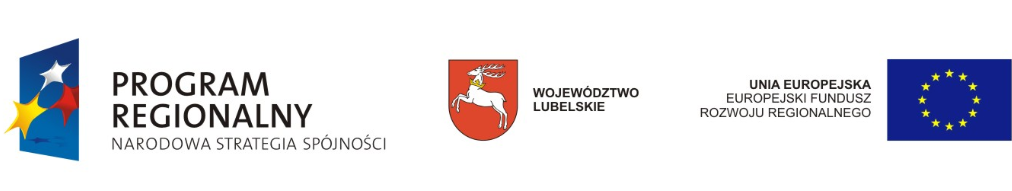 PROGRAM
REGIONALNY
NARODOWA STRATEGIA SPÓJNOŚCI
WOJEWÓDZTWO
LUBELSKIE
UNIA EUROPEJSKA
EUROPEJSKI FUNDUSZ
ROZWOJU REGIONALNEGO